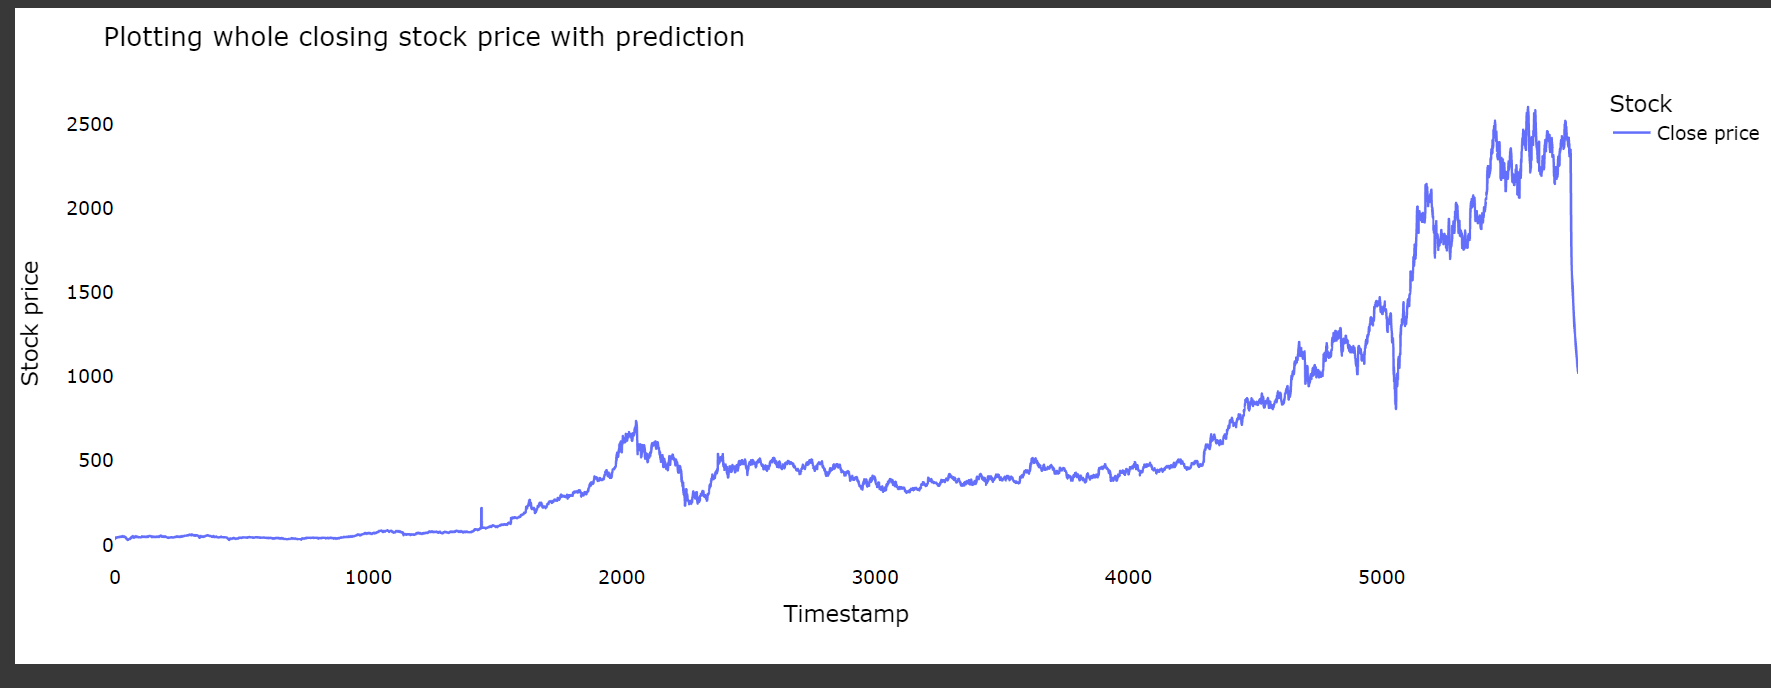 Plotting whole closing stock price with prediction
Stock
Close price
Stock price
2500
2000
1500
1000
500
0
0 1000 2000 3000 4000 5000
Timestamp